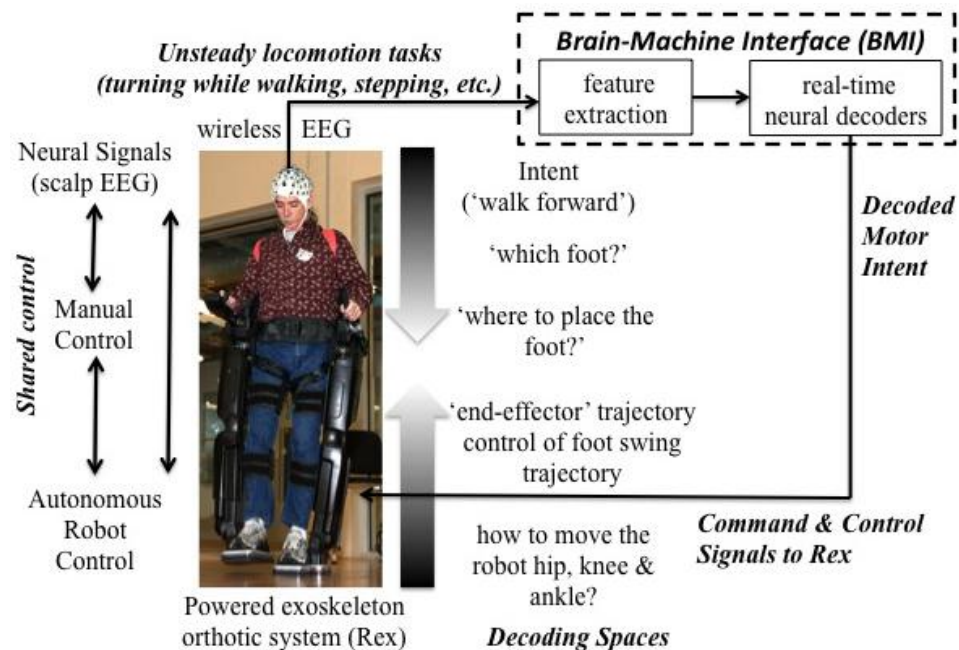 Unsteady locomotion tasks
(turning while walking, stepping, etc.)
Brain-Machine Interface (BMI)
feature
extraction
real-time
neural decoders
wireless EEG
Neural Signals
(scalp EEG)
Shared control
Manual
Control
Autonomous
Robot
Control
Intent
(‘walk forward’)
‘which foot?’
‘where to place the
foot?’
‘end-effector’ trajectory
control of foot swing
trajectory
how to move the
robot hip, knee &
ankle?
Decoded
Motor
Intent
Command & Control
Signals to Rex
Powered exoskeleton
orthotic system (Rex)
Decoding Spaces